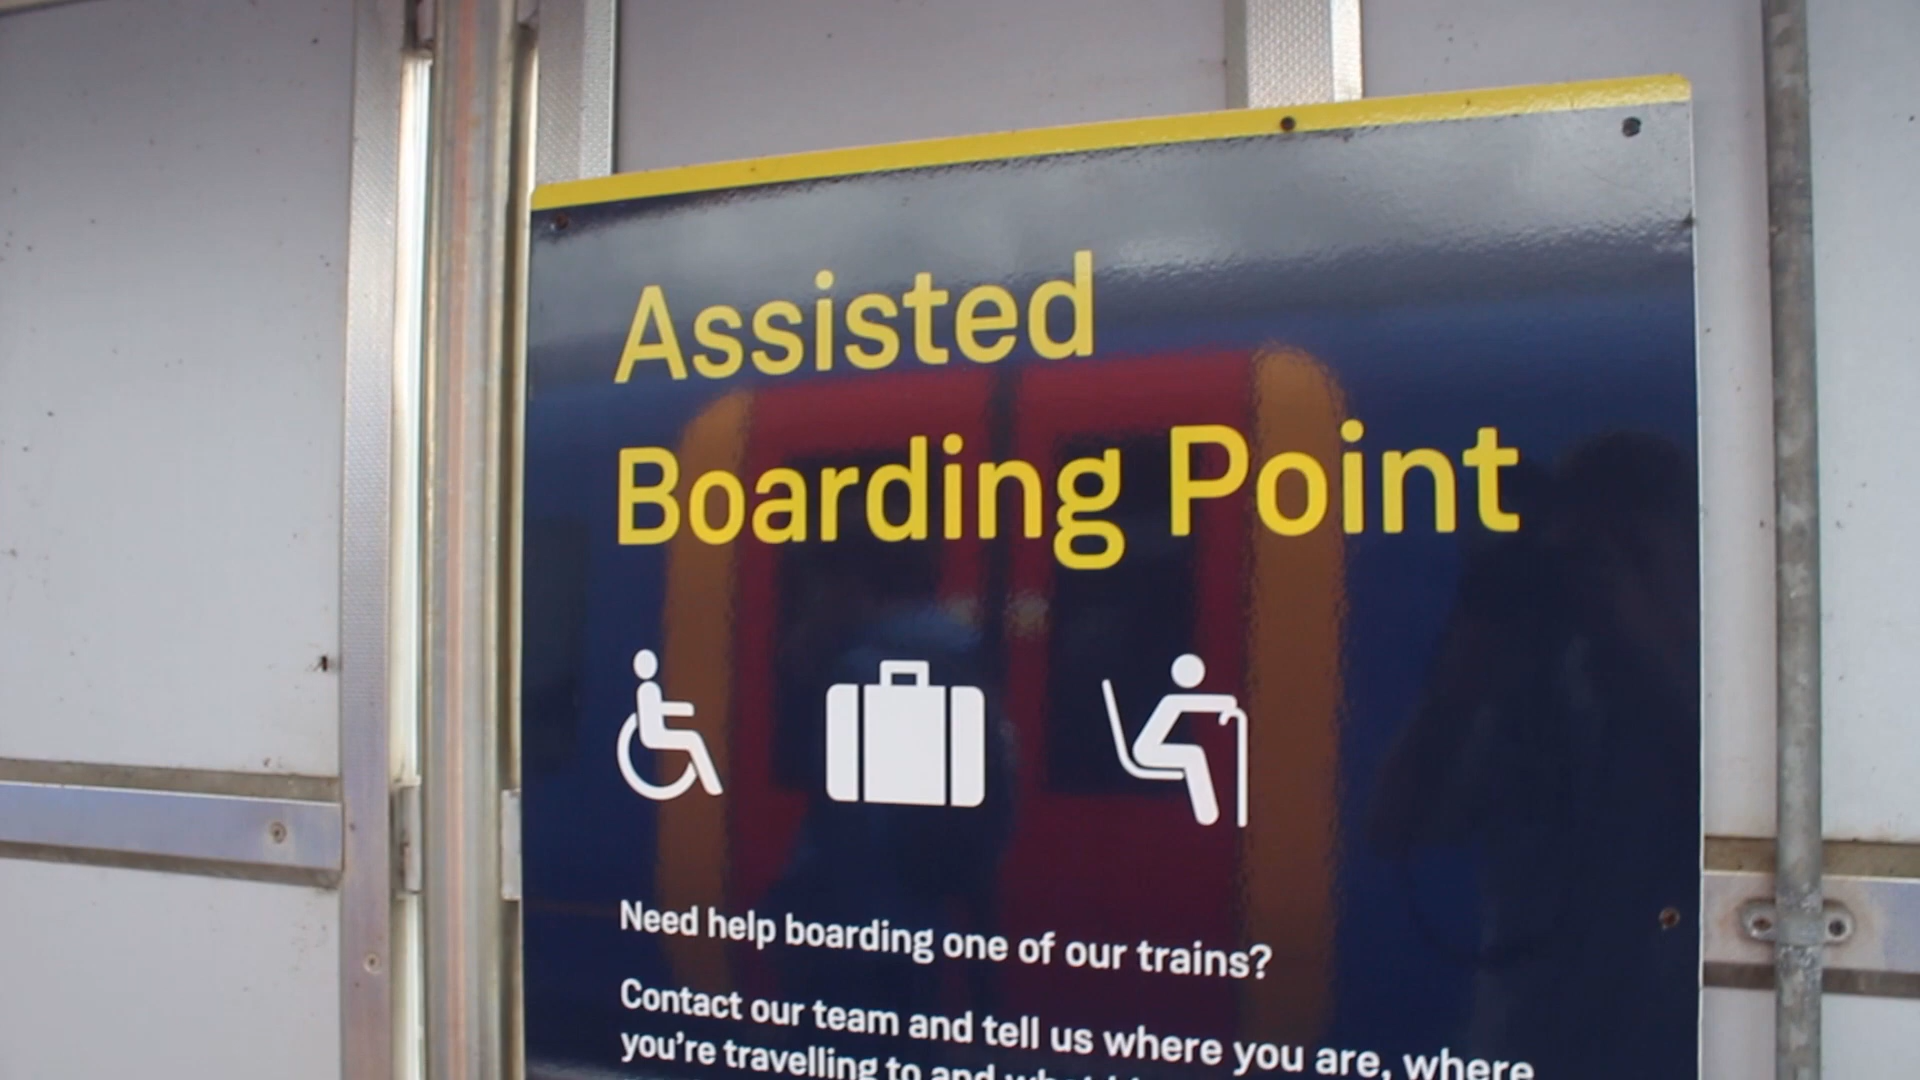 Assisted
Boarding Point
Need help boarding one of our trains?
Contact our team and tell us where you are, where
you're travelling to and what